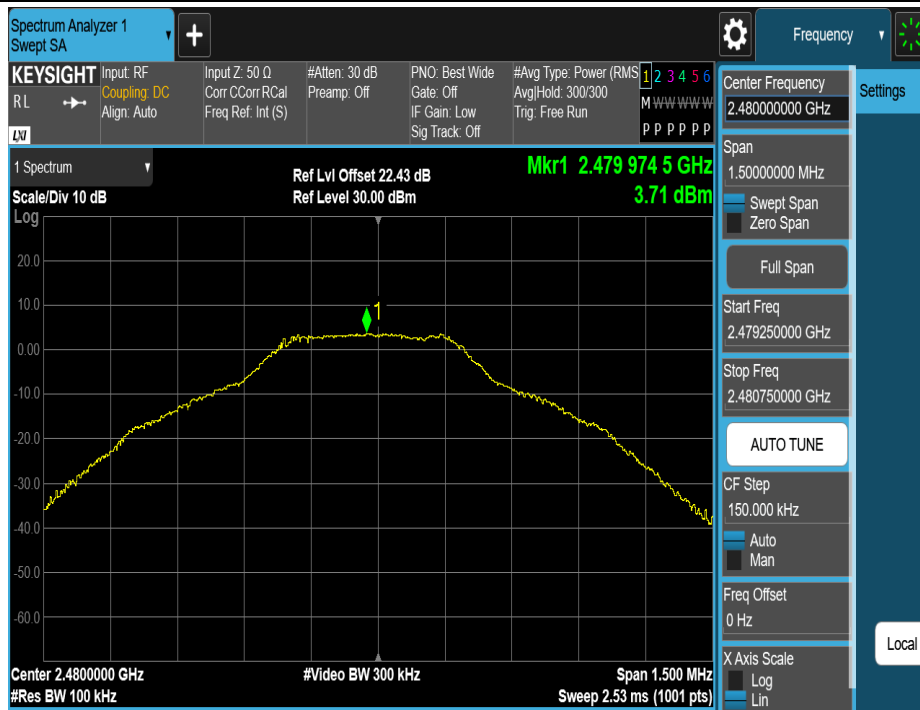 Spectrum Analyzer 1
Swept SA
+
Frequency
KEYSIGHT
RL
LXI
Input: RF
Coupling: DC
Align: Auto
Input Z: 50 Ω
Corr CCorr RCal
Freq Ref: Int (S)
#Atten: 30 dB
Preamp: Off
PNO: Best Wide
Gate: Off
IF Gain: Low
Sig Track: Off
#Avg Type: Power (RMS
Avg|Hold: 300/300
Trig: Free Run
1 2 3 4 5 6
M W W W W W
P P P P P P
1 Spectrum
Scale/Div 10 dB
Log
Ref Lvl Offset 22.43 dB
Ref Level 30.00 dBm
Mkr1 2.479 974 5 GHz
3.71 dBm
20.0
10.0
0.00
-10.0
-20.0
-30.0
-40.0
-50.0
-60.0
1
Center 2.4800000 GHz
#Res BW 100 kHz
#Video BW 300 kHz
Span 1.500 MHz
Sweep 2.53 ms (1001 pts)
Center Frequency
2.480000000 GHz
Settings
Span
1.50000000 MHz
Swept Span
Zero Span
Full Span
Start Freq
2.479250000 GHz
Stop Freq
2.480750000 GHz
AUTO TUNE
CF Step
150.000 kHz
Auto
Man
Freq Offset
0 Hz
Local
X Axis Scale
Log
Lin